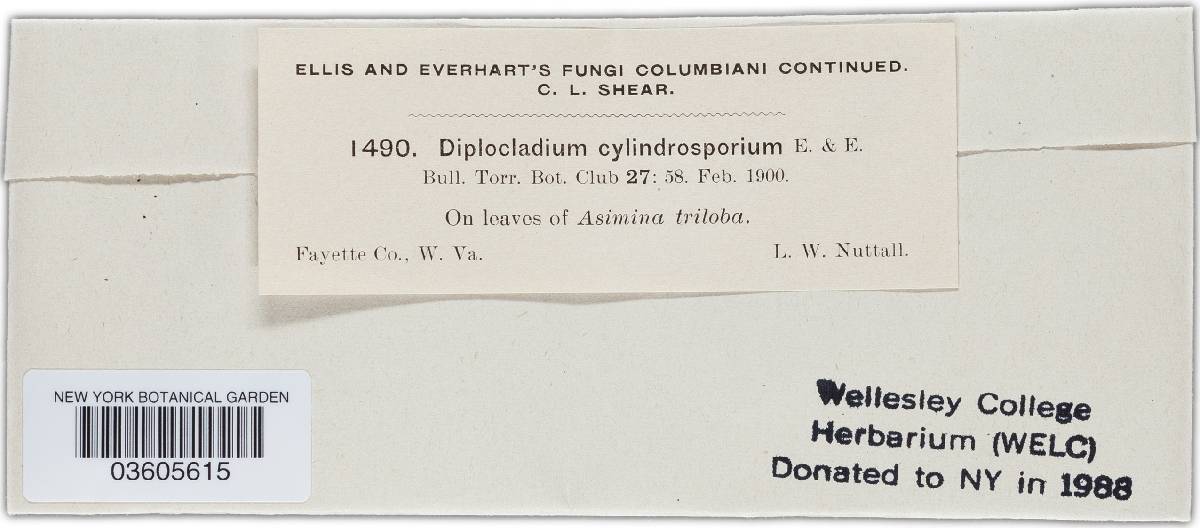 ELLIS AND EVERHART'S FUNGI COLUMBIANI CONTINUED.
C. L. SHEAR.
1490. Diplocladium cylindrosporium E. & E.
Bull. Torr. Bot. Club 27: 58. Feb. 1900.
On leaves of Asimina triloba.
Fayette Co., W. Va. L. W. Nuttall.
NEW YORK BOTANICAL GARDEN
03605615
Wellesley College
Herbarium (WELC)
Donated to NY in 1988